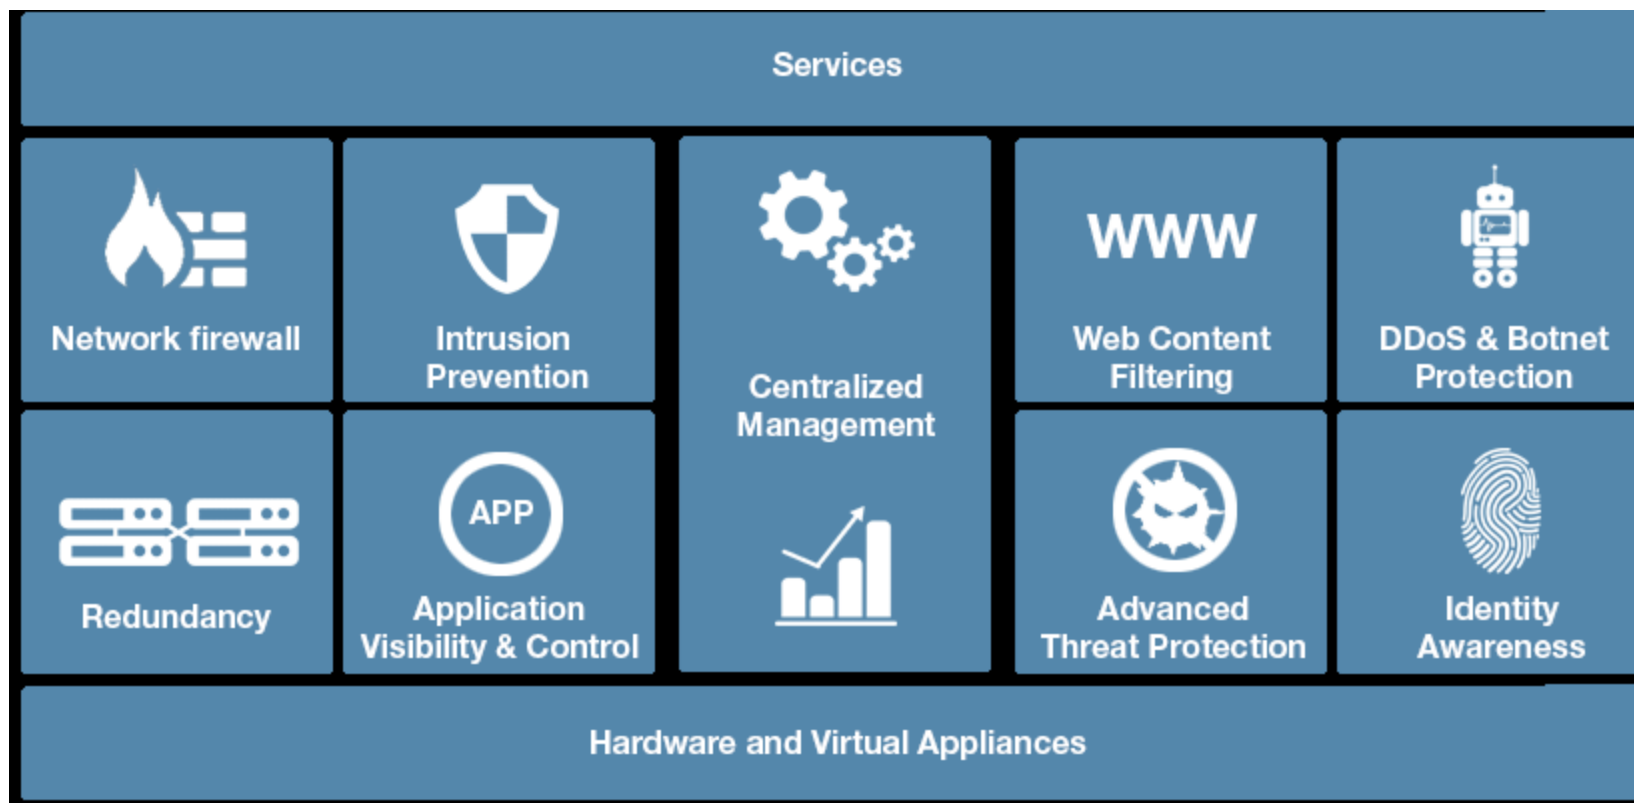 Services
Network firewall
Intrusion
Prevention
Centralized
Management
WWW
Web Content
Filtering
DDoS & Botnet
Protection
Redundancy
APP
Application
Visibility & Control
Advanced
Threat Protection
Identity
Awareness
Hardware and Virtual Appliances